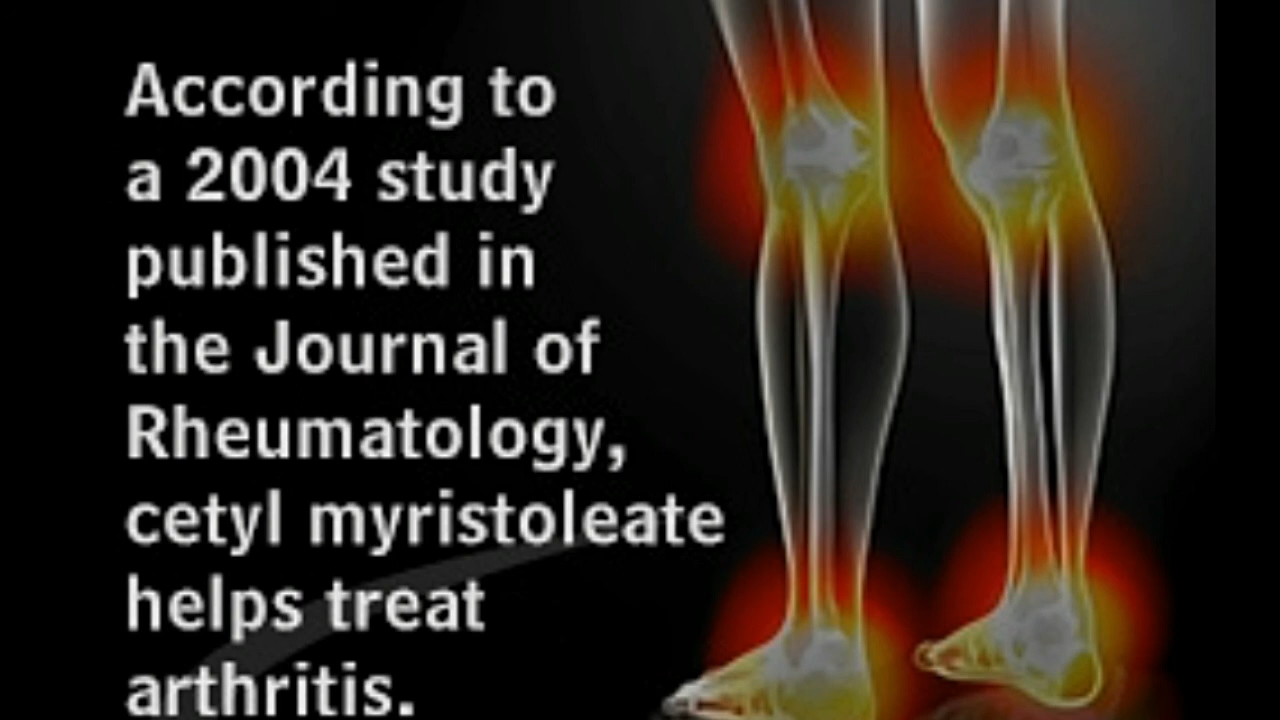 According to
a 2004 study
published in
the Journal of
Rheumatology,
cetyl myristoleate
helps treat
arthritis.